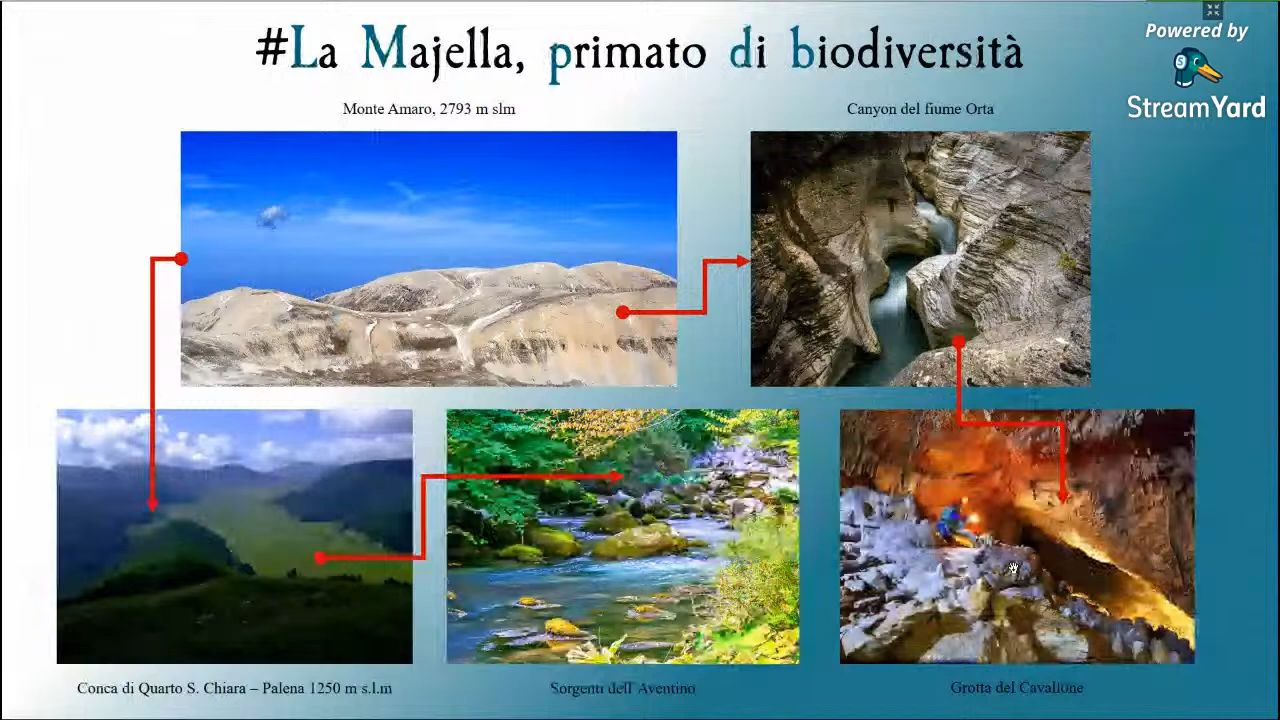 #La Majella, primato di biodiversità
Powered by
StreamYard
Monte Amaro, 2793 m slm
Canyon del fiume Orta
Conca di Quarto S. Chiara – Palena 1250 m s.l.m
Sorgenti dell'Aventino
Grotta del Cavallone